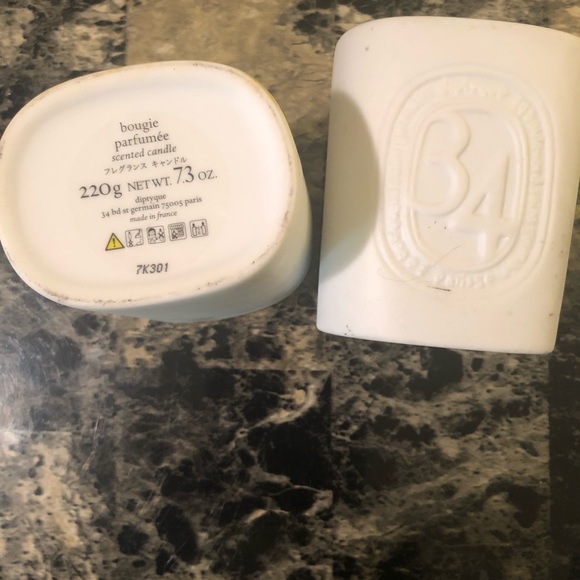 bougie
parfumée
scented candle
フレグランス キャンドル
220g NET WT. 7.3 OZ.
diptyque
34 bd st germain 75005 paris
made in france
7K301
34